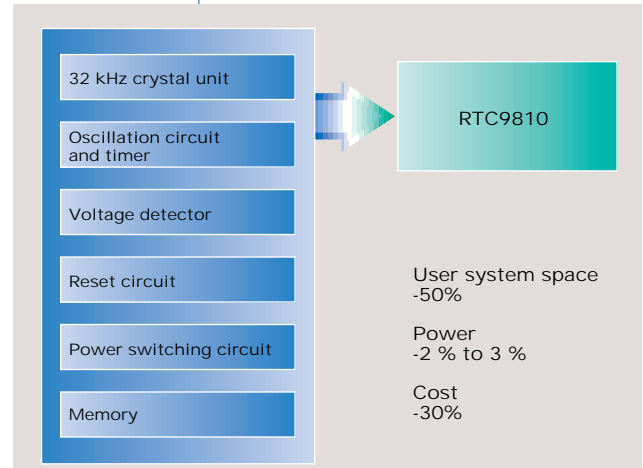 32 kHz crystal unit
Oscillation circuit
and timer
Voltage detector
Reset circuit
Power switching circuit
Memory
RTC9810
User system space
-50%
Power
-2 % to 3 %
Cost
-30%